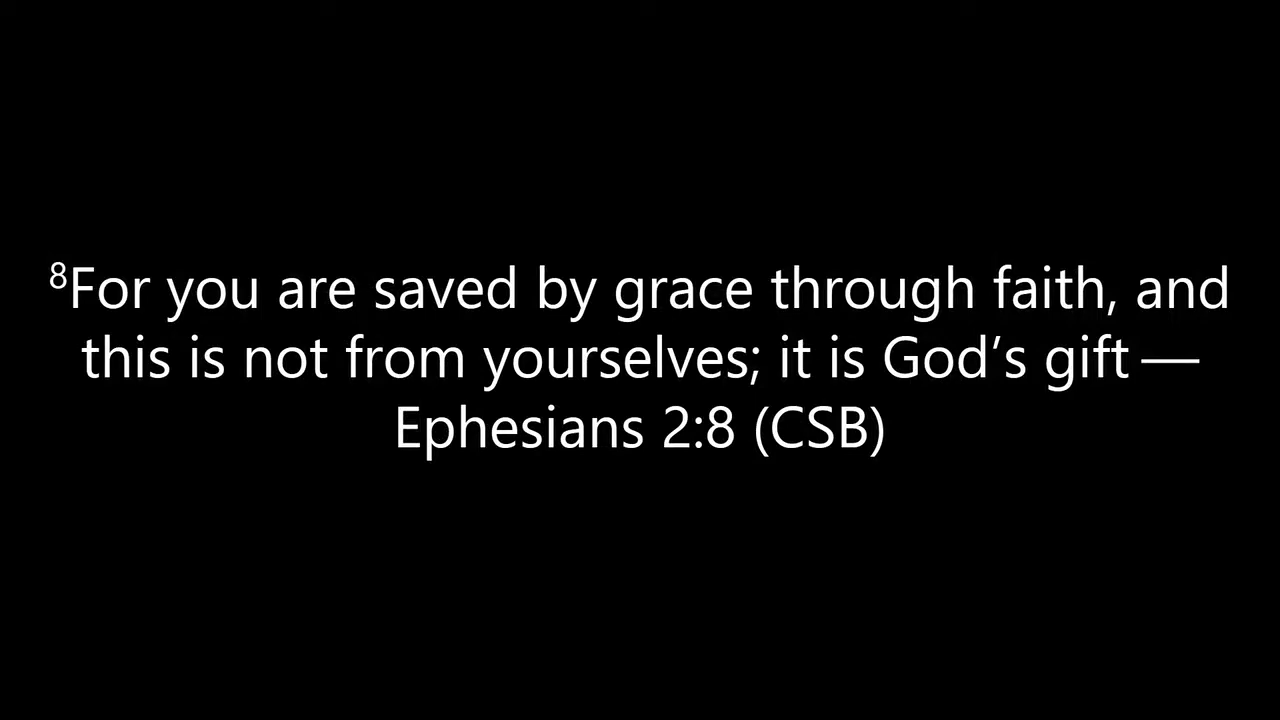 ⁸For you are saved by grace through faith, and
this is not from yourselves; it is God’s gift —
Ephesians 2:8 (CSB)